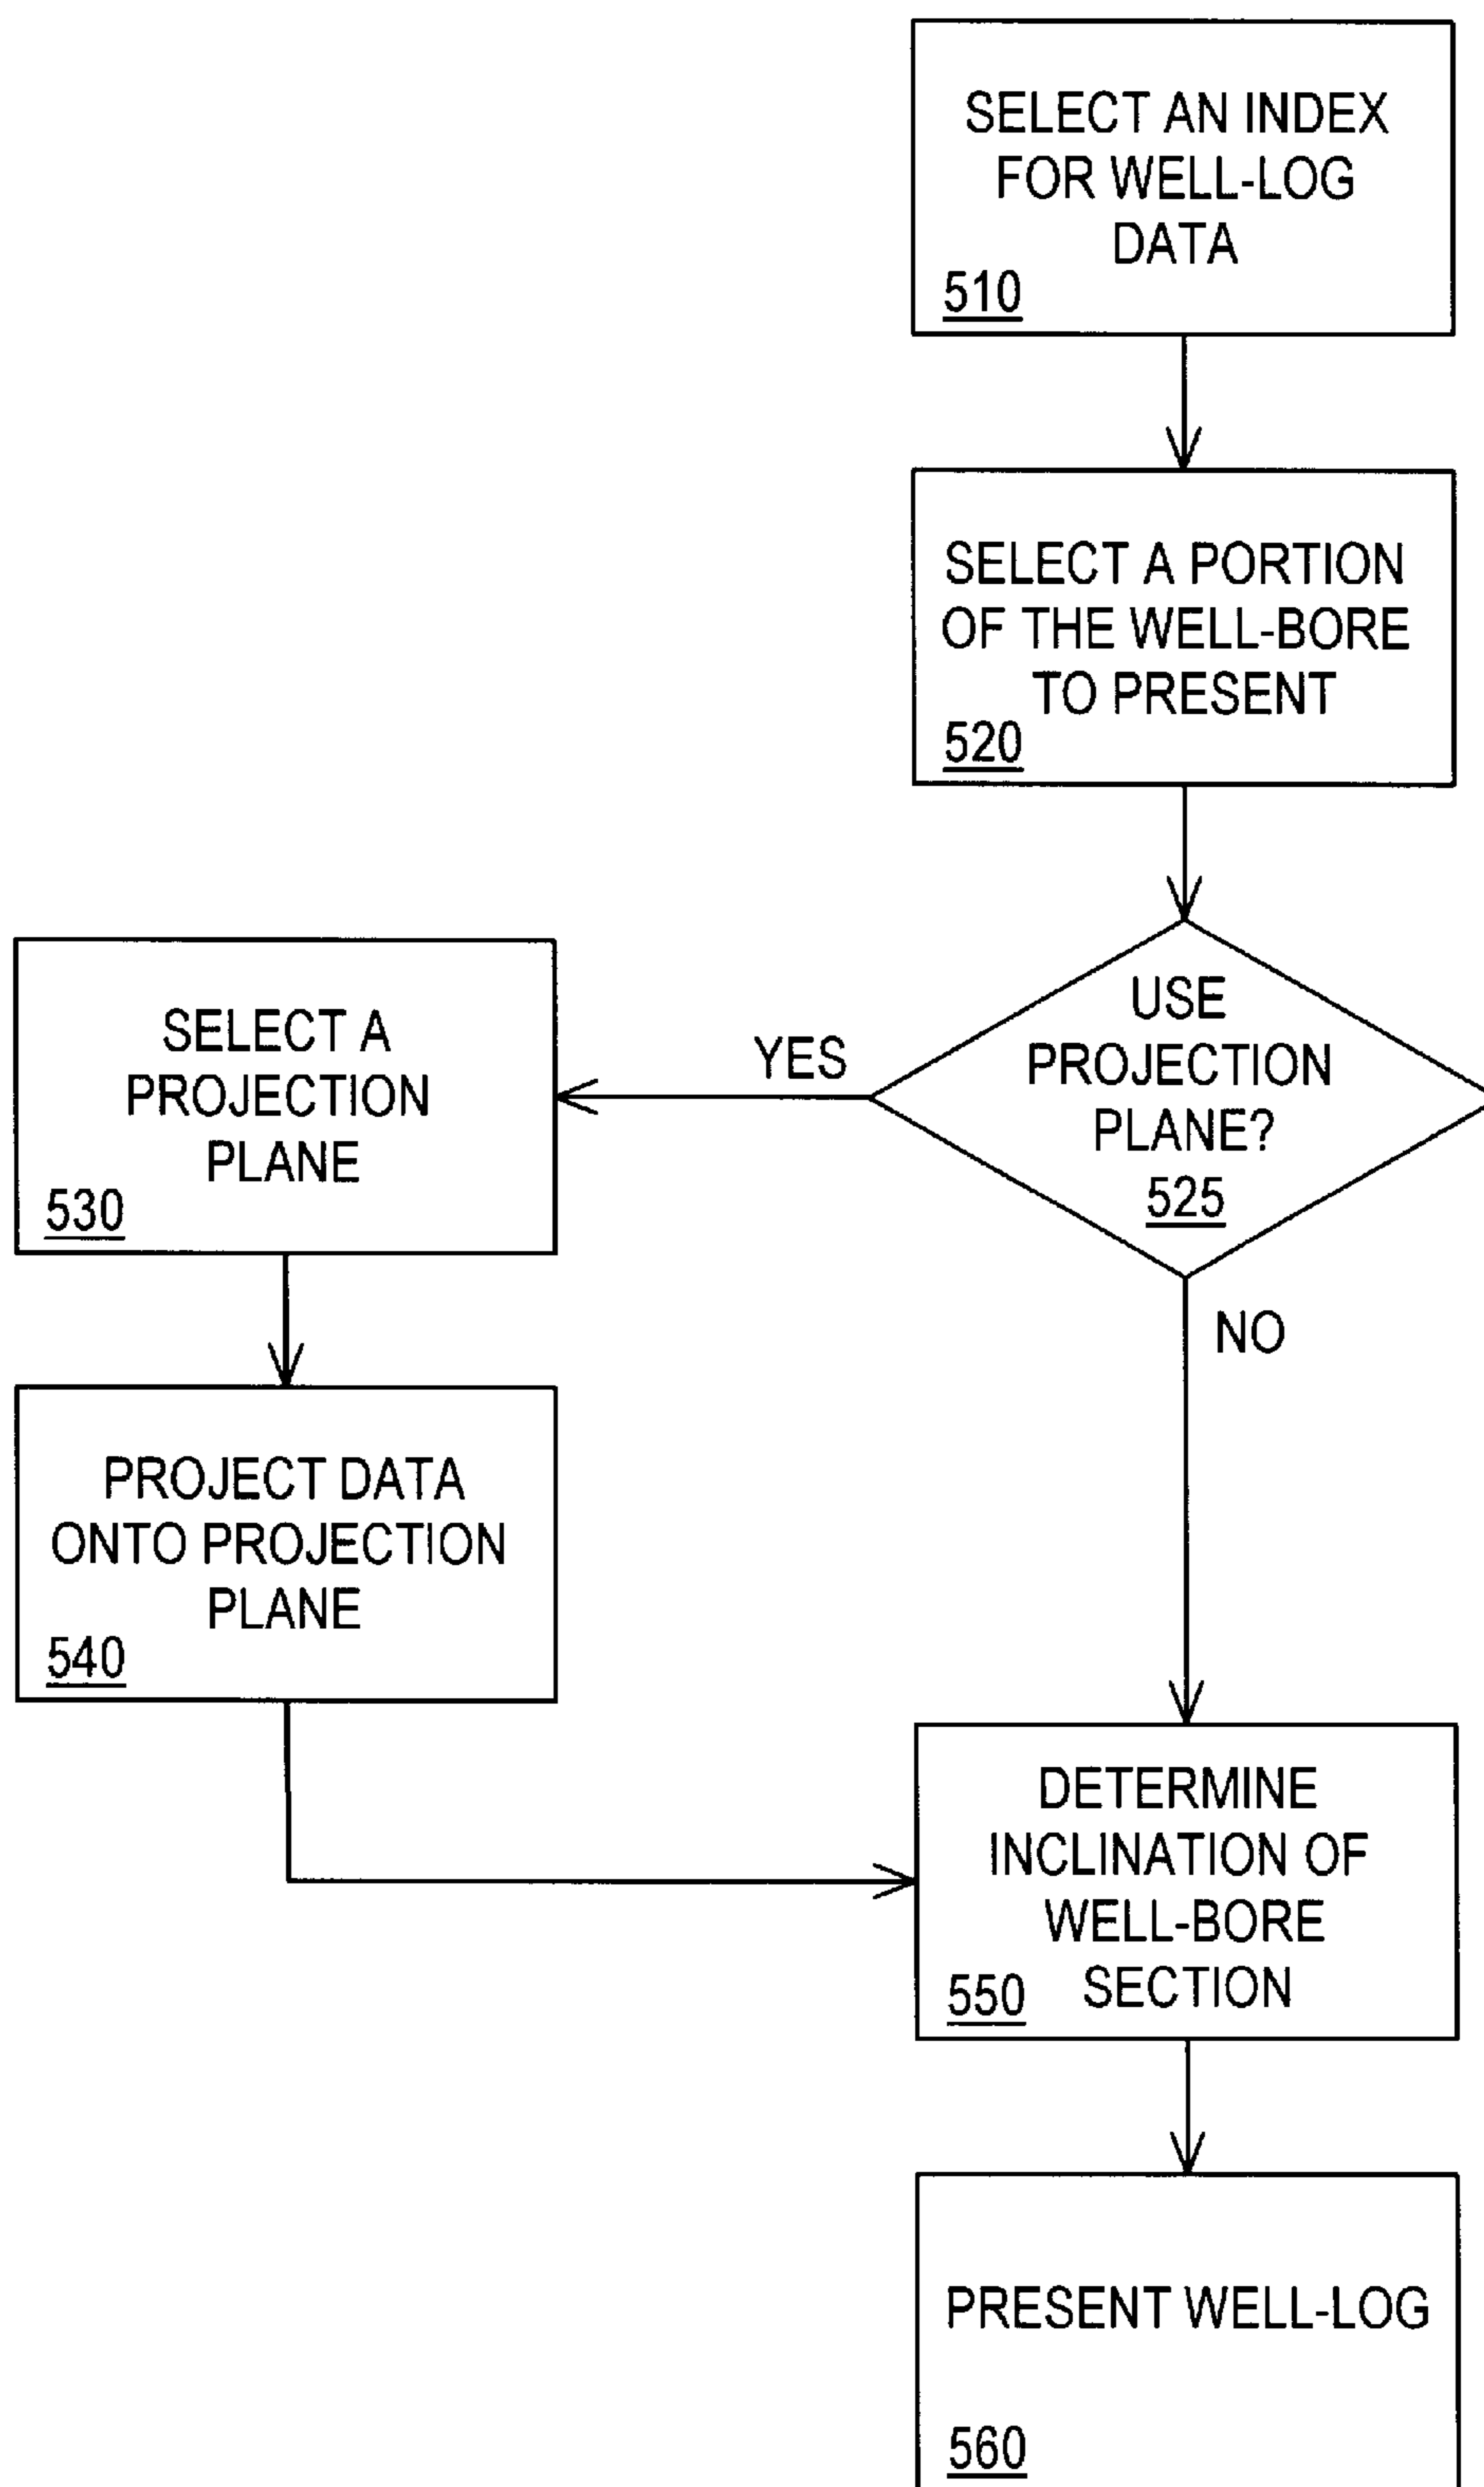 SELECT AN INDEX
FOR WELL-LOG
DATA
510
SELECT A PORTION
OF THE WELL-BORE
TO PRESENT
520
USE
PROJECTION
PLANE?
525
YES
NO
SELECT A
PROJECTION
PLANE
530
PROJECT DATA
ONTO PROJECTION
PLANE
540
DETERMINE
INCLINATION OF
WELL-BORE
SECTION
550
PRESENT WELL-LOG
560